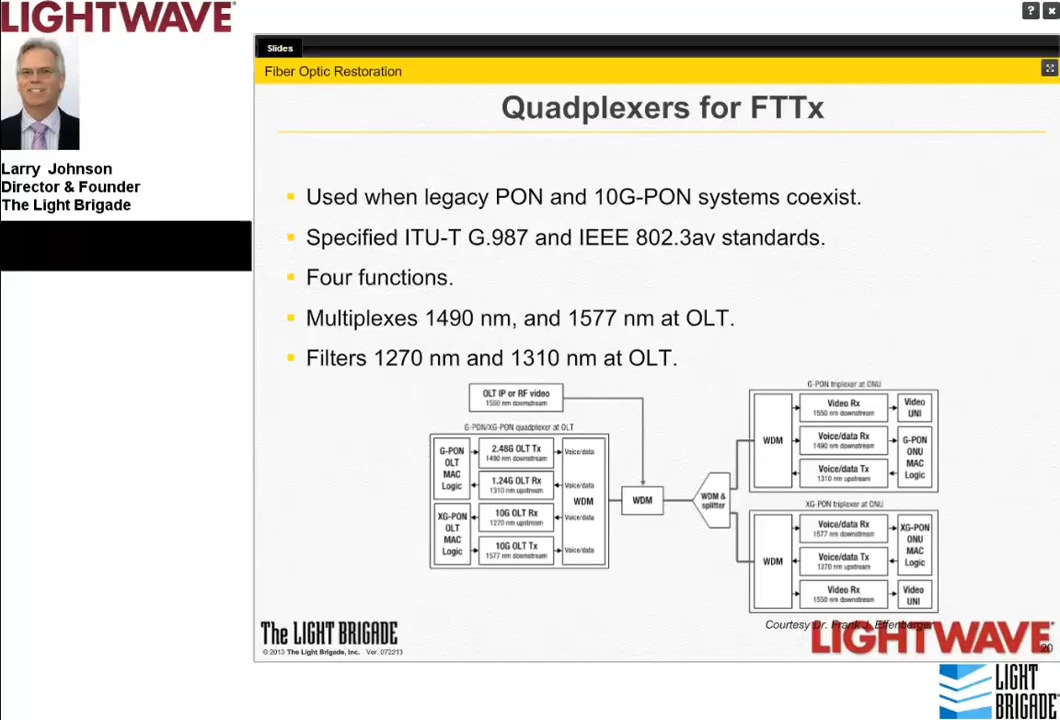 LIGHTWAVE
Larry Johnson
Director & Founder
The Light Brigade
?
Slides
Fiber Optic Restoration
Quadplexers for FTTx
Used when legacy PON and 10G-PON systems coexist.
Specified ITU-T G.987 and IEEE 802.3av standards.
Four functions.
Multiplexes 1490 nm, and 1577 nm at OLT.
Filters 1270 nm and 1310 nm at OLT.
OLT IP or RF video
1550 nm downstream
G-PON/XG-PON quadplexer at OLT
G-PON
OLT
MAC
Logic
2.48G OLT Tx
1490 nm downstream
Voice/data
1.24G OLT Rx
1310 nm upstream
Voice/data
XG-PON
OLT
MAC
Logic
10G OLT Rx
1270 nm upstream
Voice/data
10G OLT Tx
1577 nm downstream
Voice/data
WDM
WDM
WDM &
splitter
G-PON triplexer at ONU
WDM
Video Rx
1550 nm downstream
Video
UNI
Voice/data Rx
1490 nm downstream
Voice/data Tx
1310 nm upstream
G-PON
ONU
MAC
Logic
XG-PON triplexer at ONU
WDM
Voice/data Rx
1577 nm downstream
Voice/data Tx
1270 nm upstream
XG-PON
ONU
MAC
Logic
Video Rx
1550 nm downstream
Video
UNI
Courtesy Dr. Frank J. Effenberger
The LIGHT BRIGADE
© 2013 The Light Brigade, Inc. Ver. 072213
LIGHTWAVE
20
LIGHT
BRIGADE